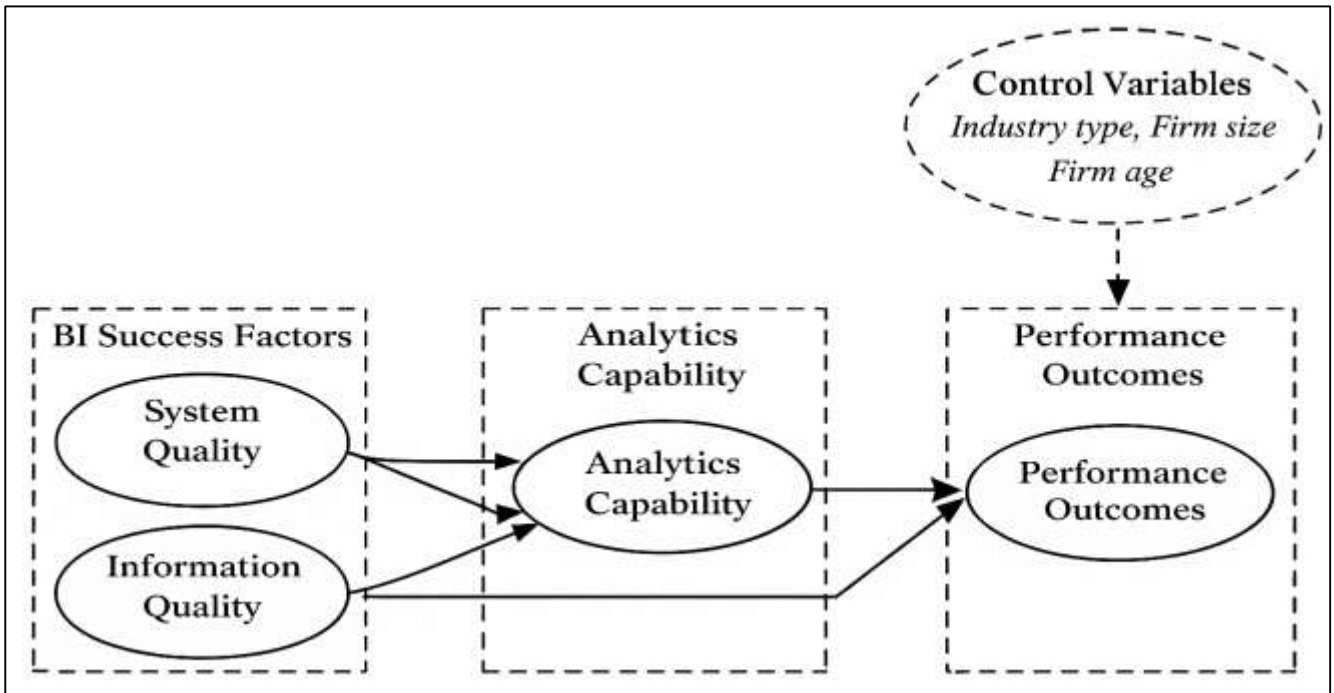 Control Variables
Industry type, Firm size
Firm age
BI Success Factors
System
Quality
Information
Quality
Analytics
Capability
Analytics
Capability
Performance
Outcomes
Performance
Outcomes